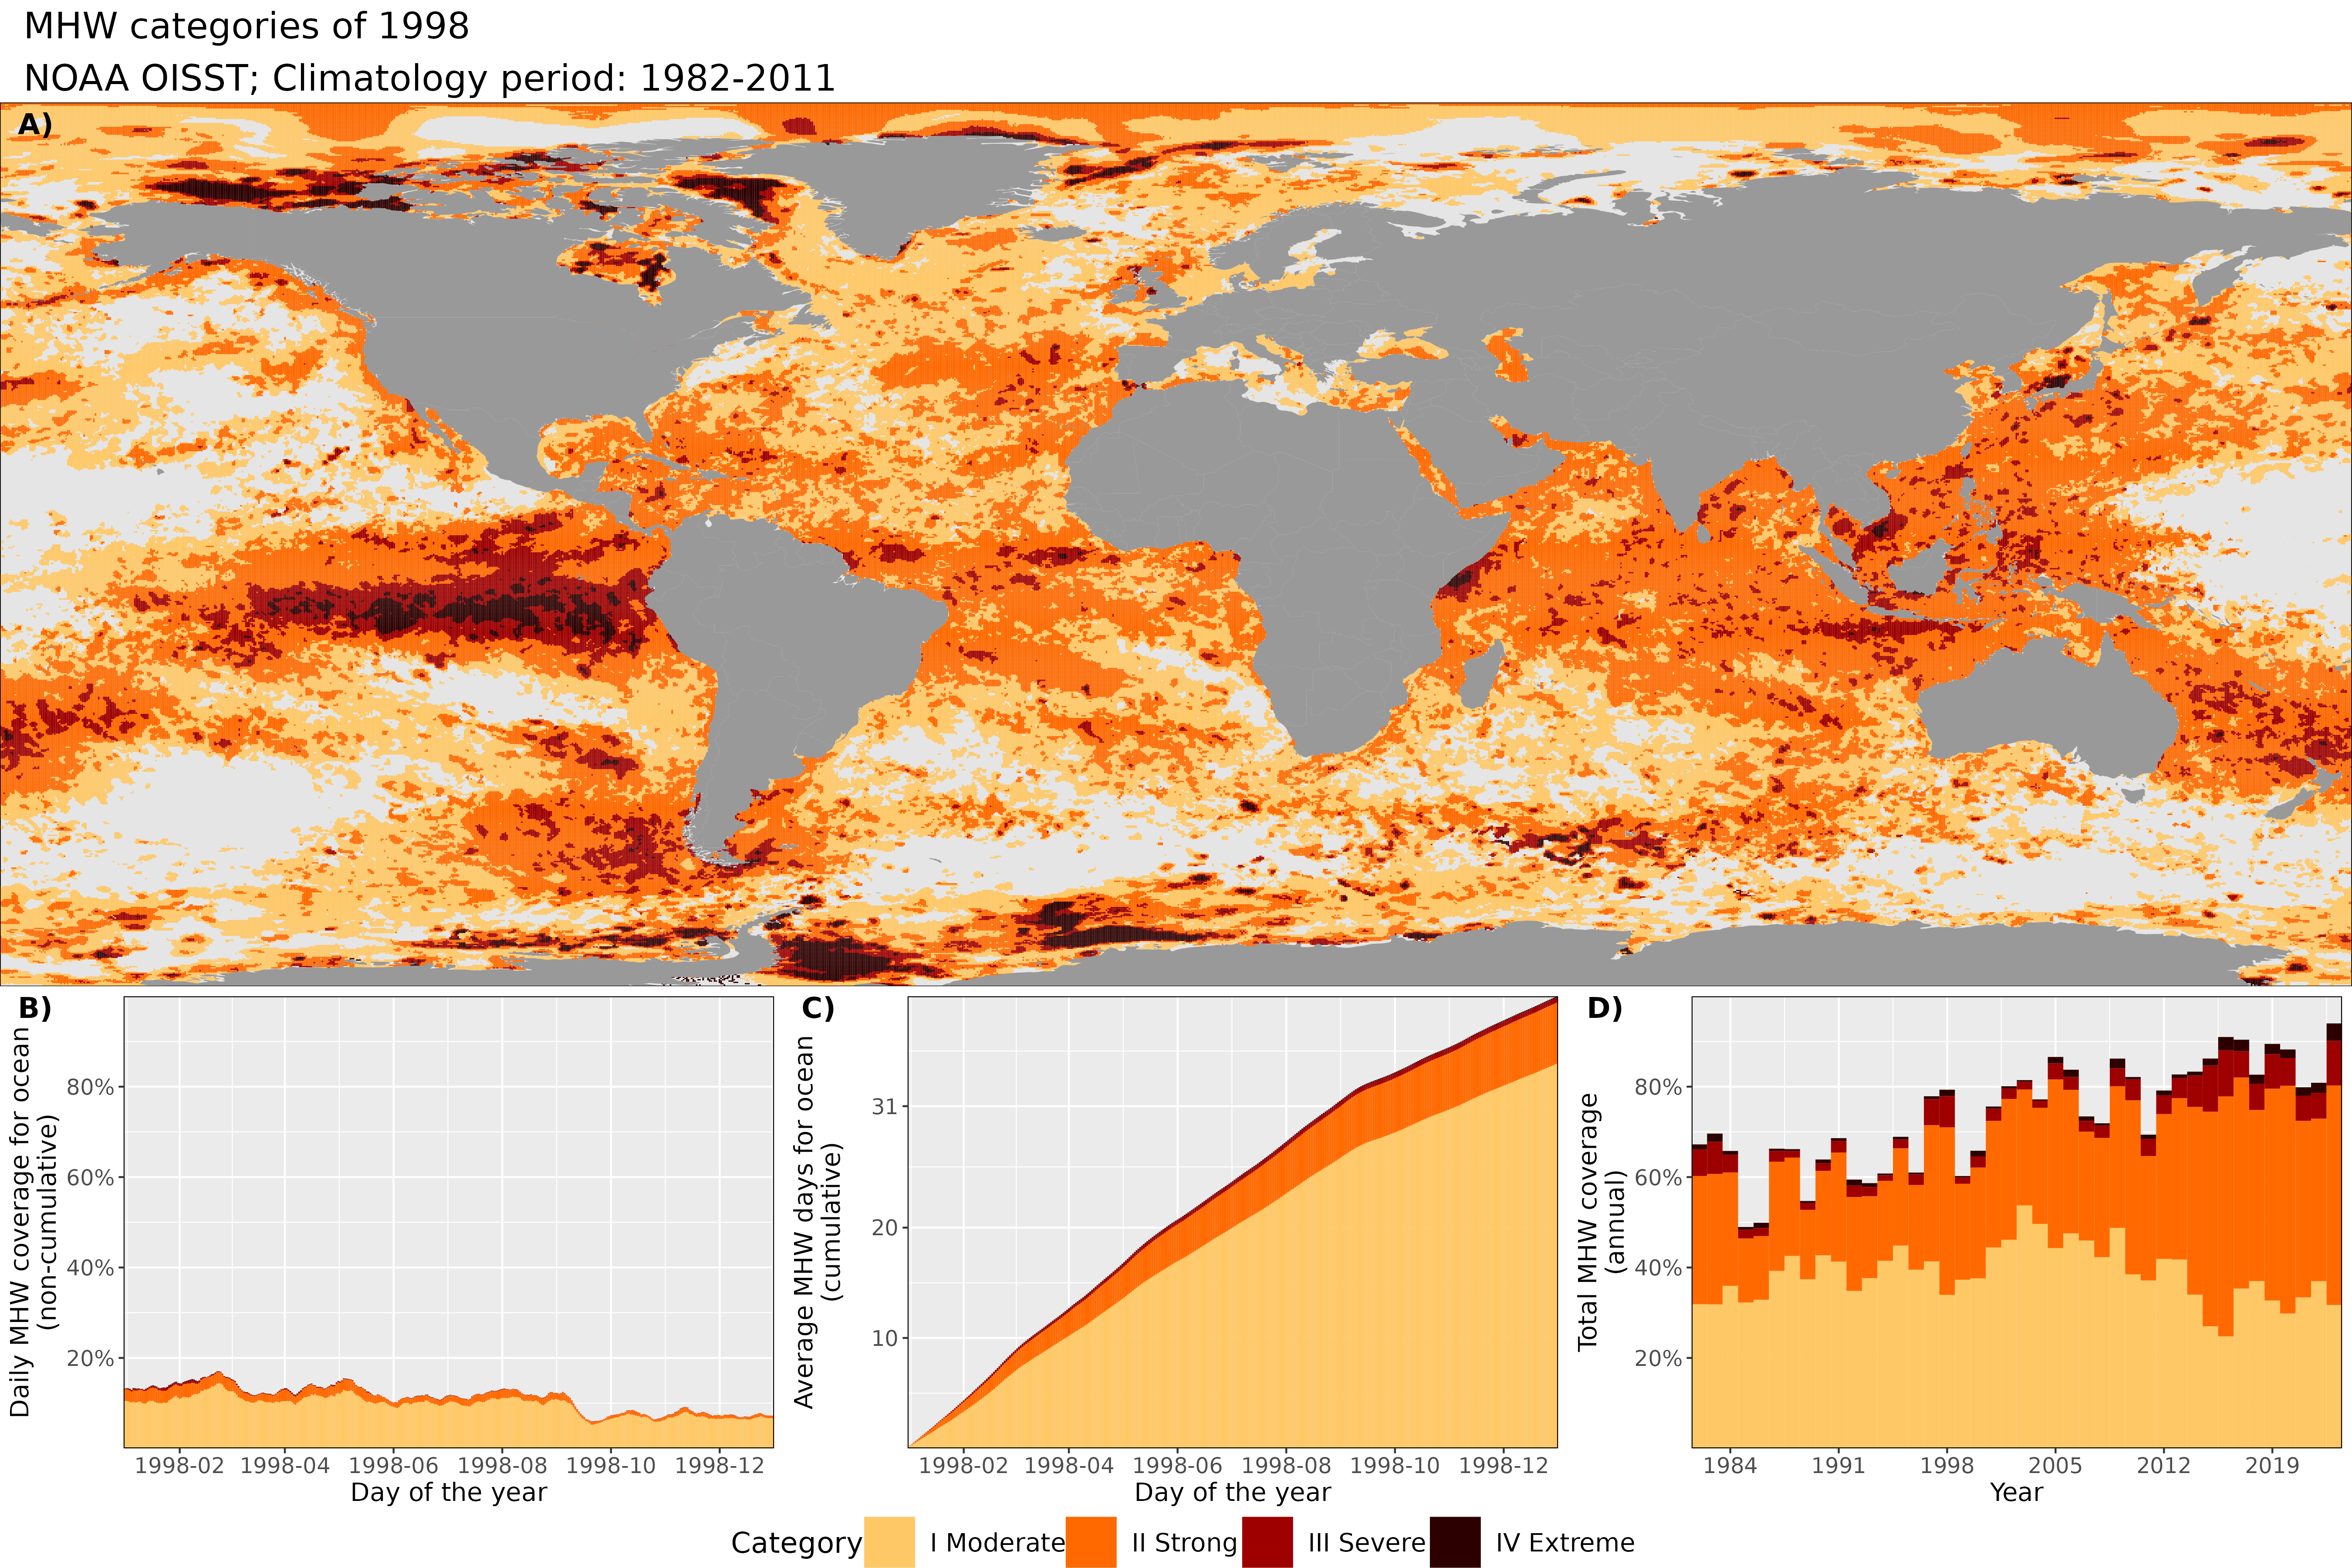 MHW categories of 1998
NOAA OISST; Climatology period: 1982-2011
A)
B)
Daily MHW coverage for ocean
(non-cumulative)
80%
60%
40%
20%
1998-02 1998-04 1998-06 1998-08 1998-10 1998-12
Day of the year
C)
Average MHW days for ocean
(cumulative)
31
20
10
1998-02 1998-04 1998-06 1998-08 1998-10 1998-12
Day of the year
D)
Total MHW coverage
(annual)
80%
60%
40%
20%
1984 1991 1998 2005 2012 2019
Year
Category I Moderate II Strong III Severe IV Extreme